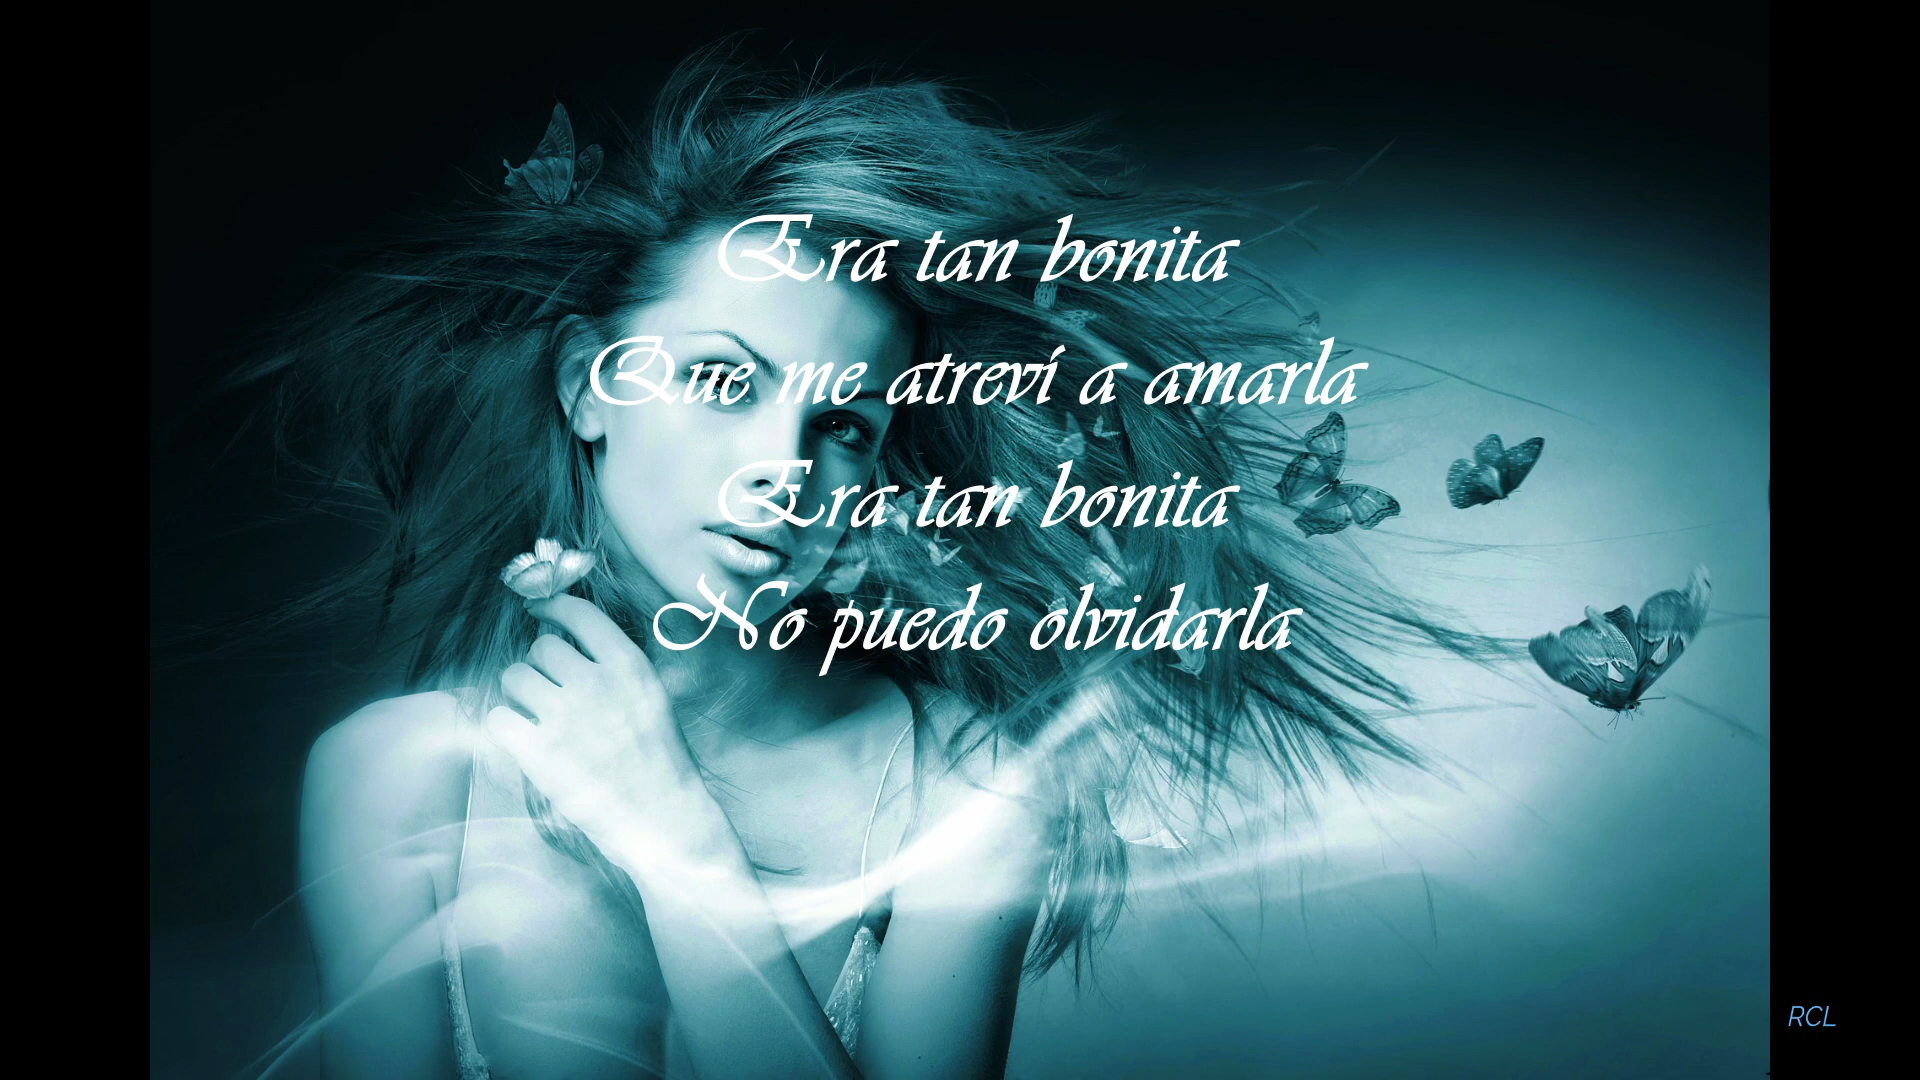 Era tan bonita
Que me atreví a amarla
Era tan bonita
No puedo olvidarla
RCL